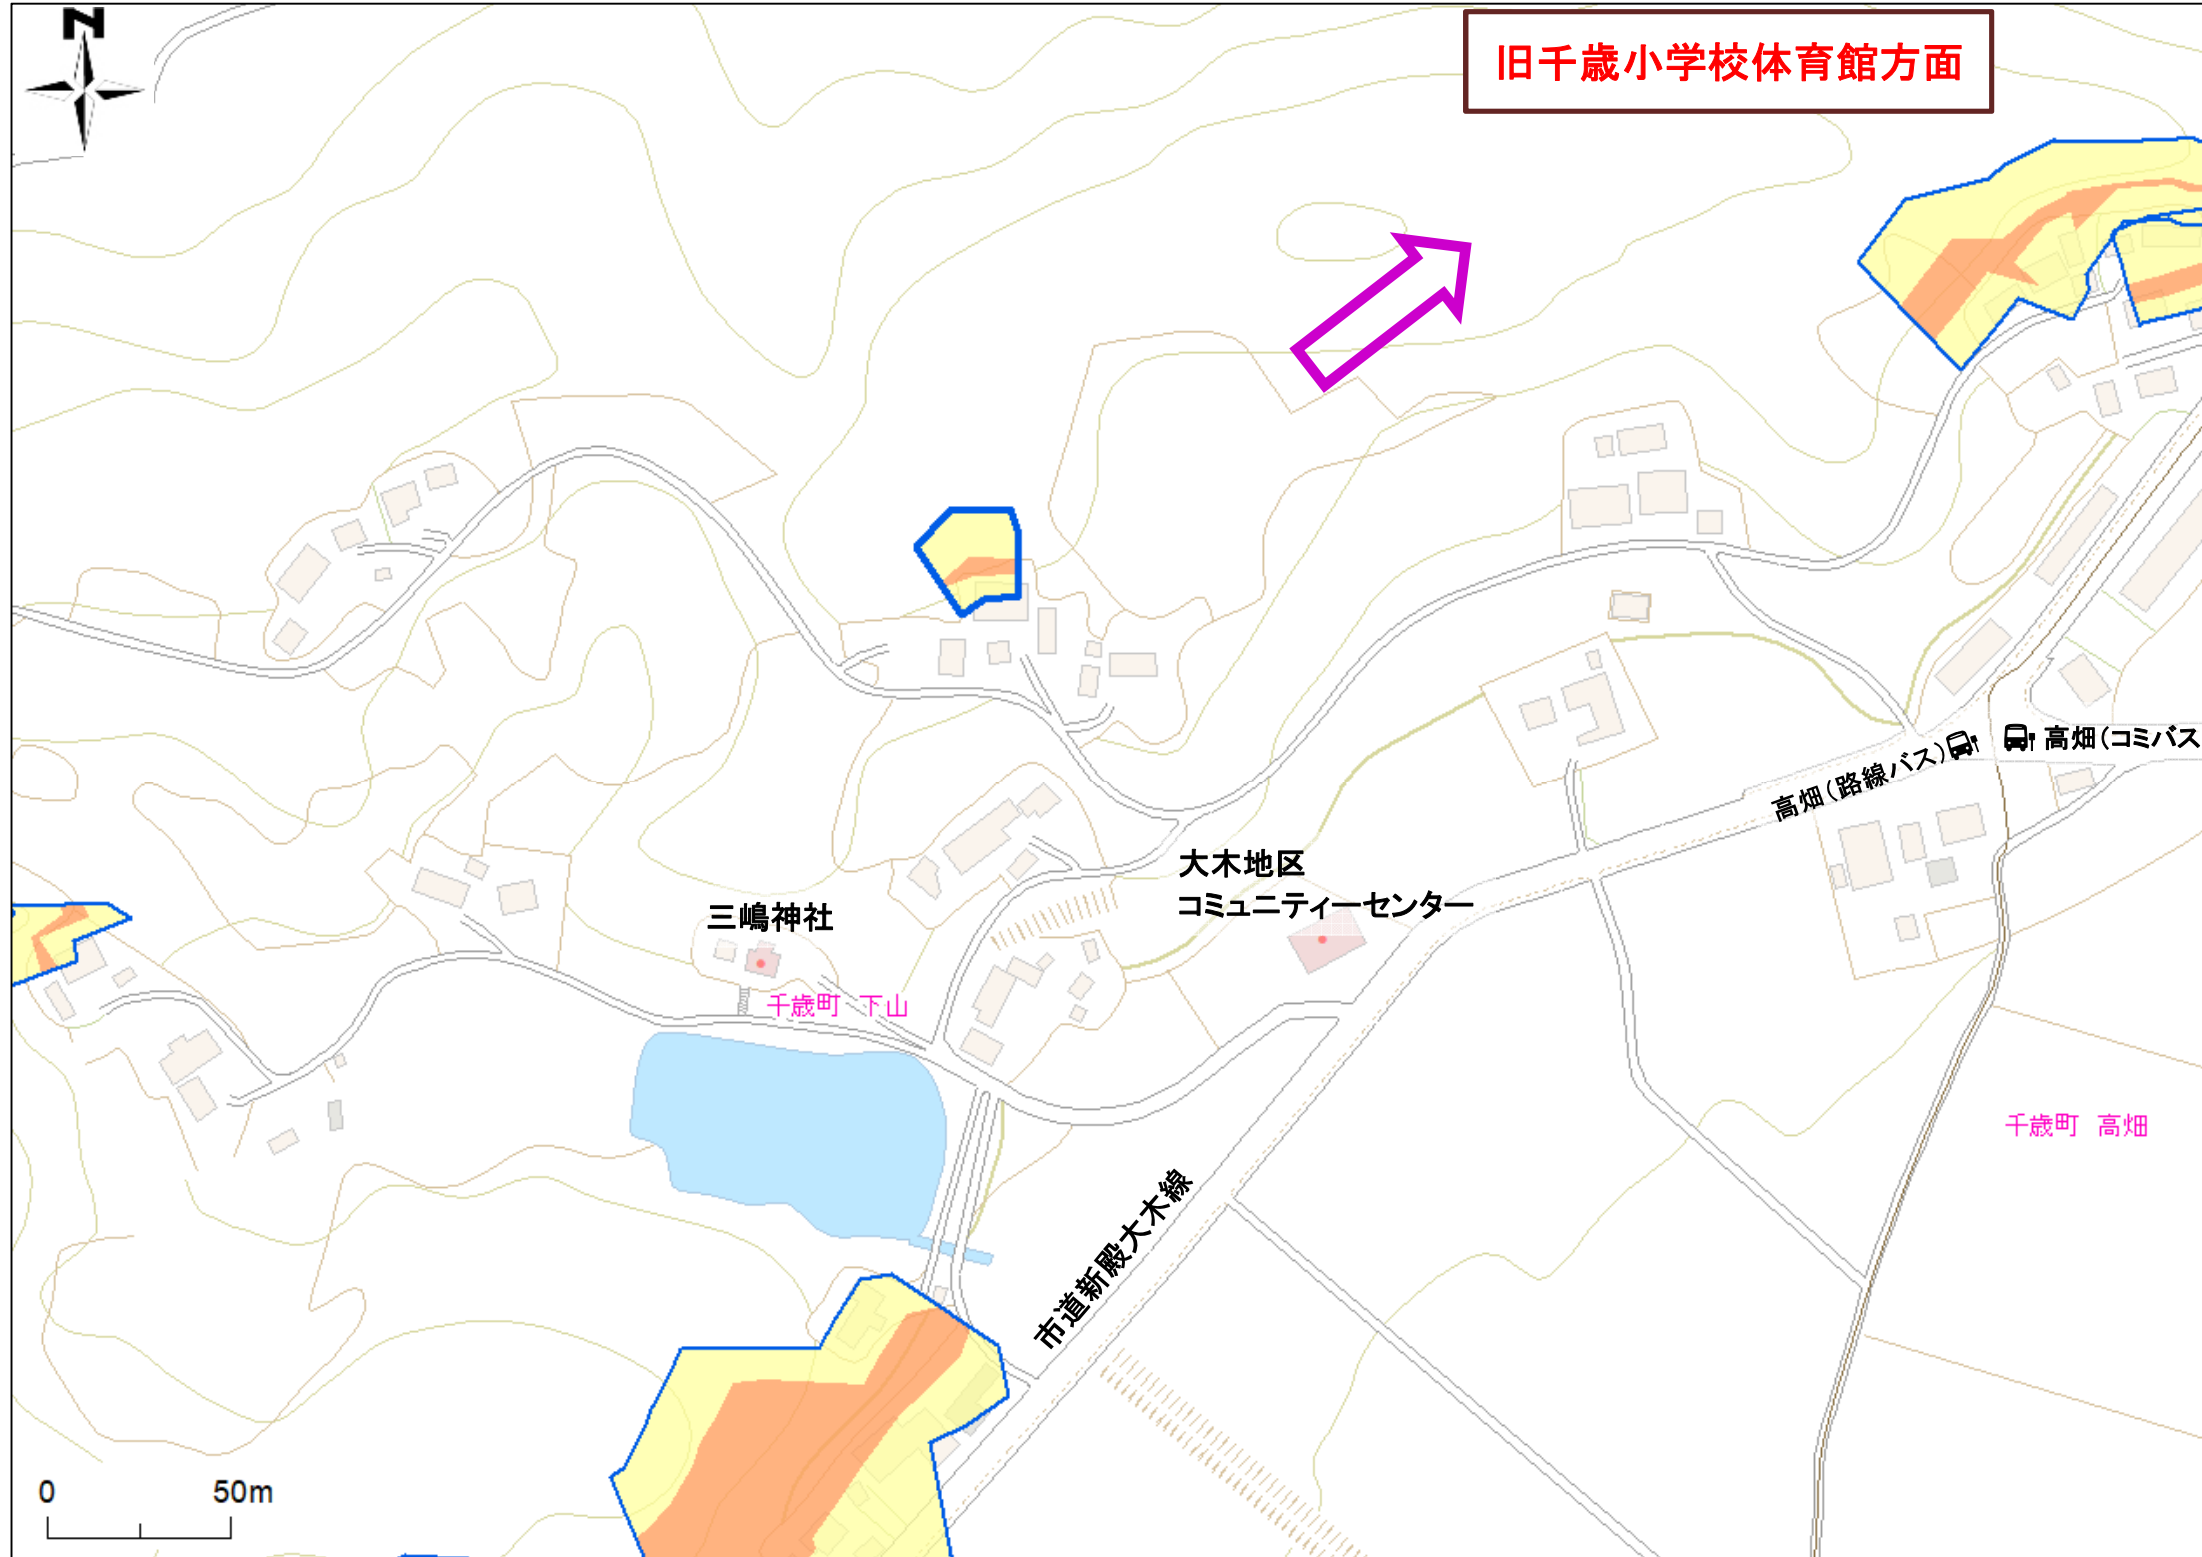 N
旧千歳小学校体育館方面
高畑(コミバス
高畑(路線バス)
大木地区
コミュニティーセンター
三嶋神社
千歳町 下山
千歳町 高畑
市道新殿大木線
0 50m